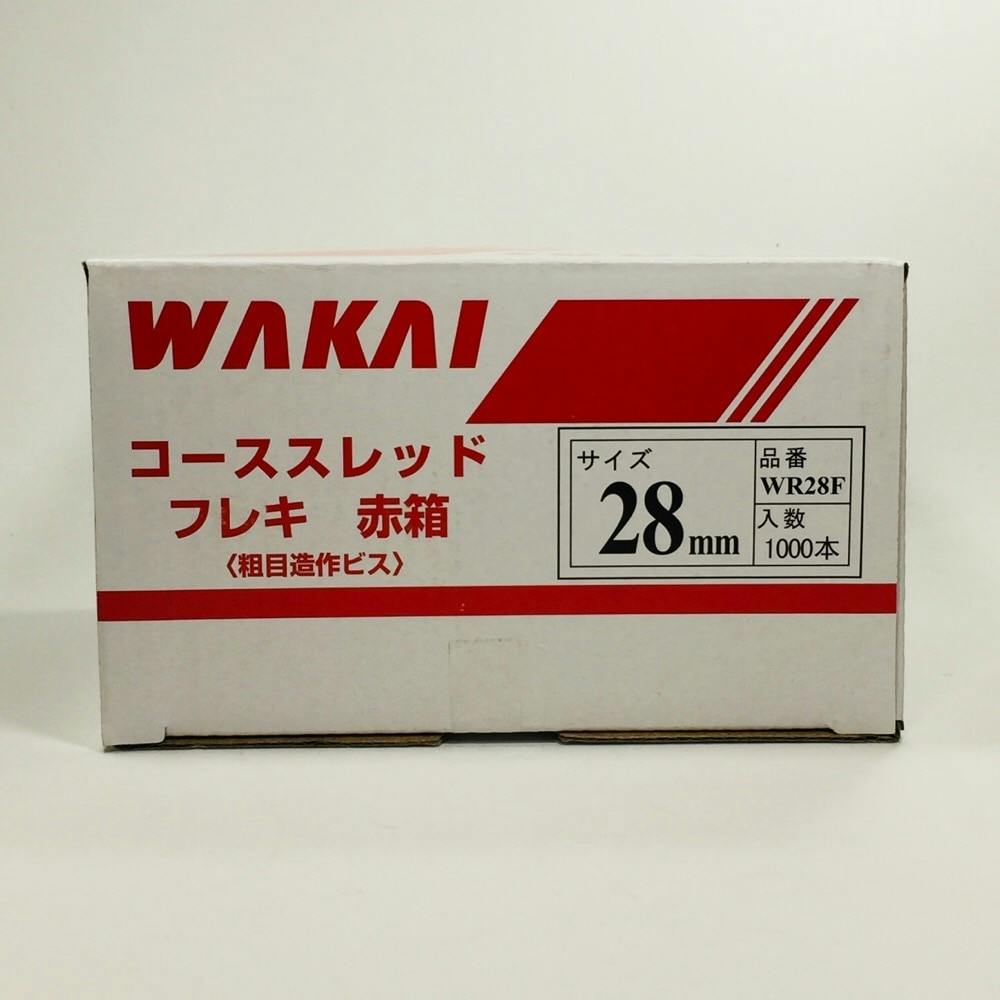 WAKAI
コーススレッド
フレキ 赤箱
〈粗目造作ビス〉
サイズ
28mm
品番
WR28F
入数
1000本